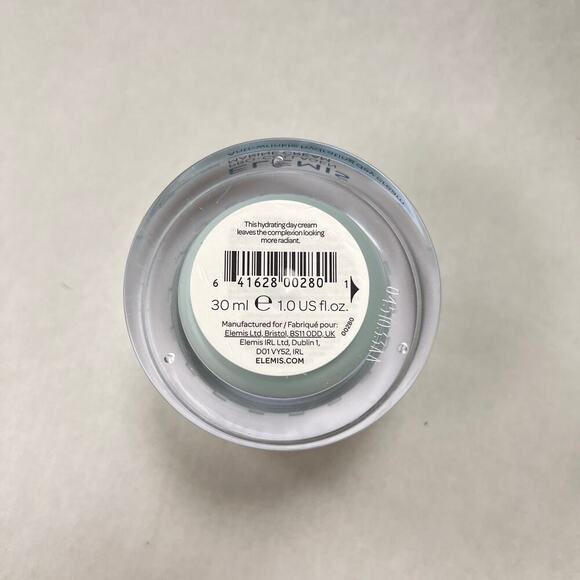 ELEMIS
This hydrating day cream
leaves the complexion looking
more radiant.
6 41628 00280 1
30 ml e 1.0 US fl.oz.
00280
Manufactured for / Fabriqué pour:
Elemis Ltd, Bristol, BS11 0DD, UK
Elemis IRL Ltd, Dublin 1,
D01 VY52, IRL
ELEMIS.COM